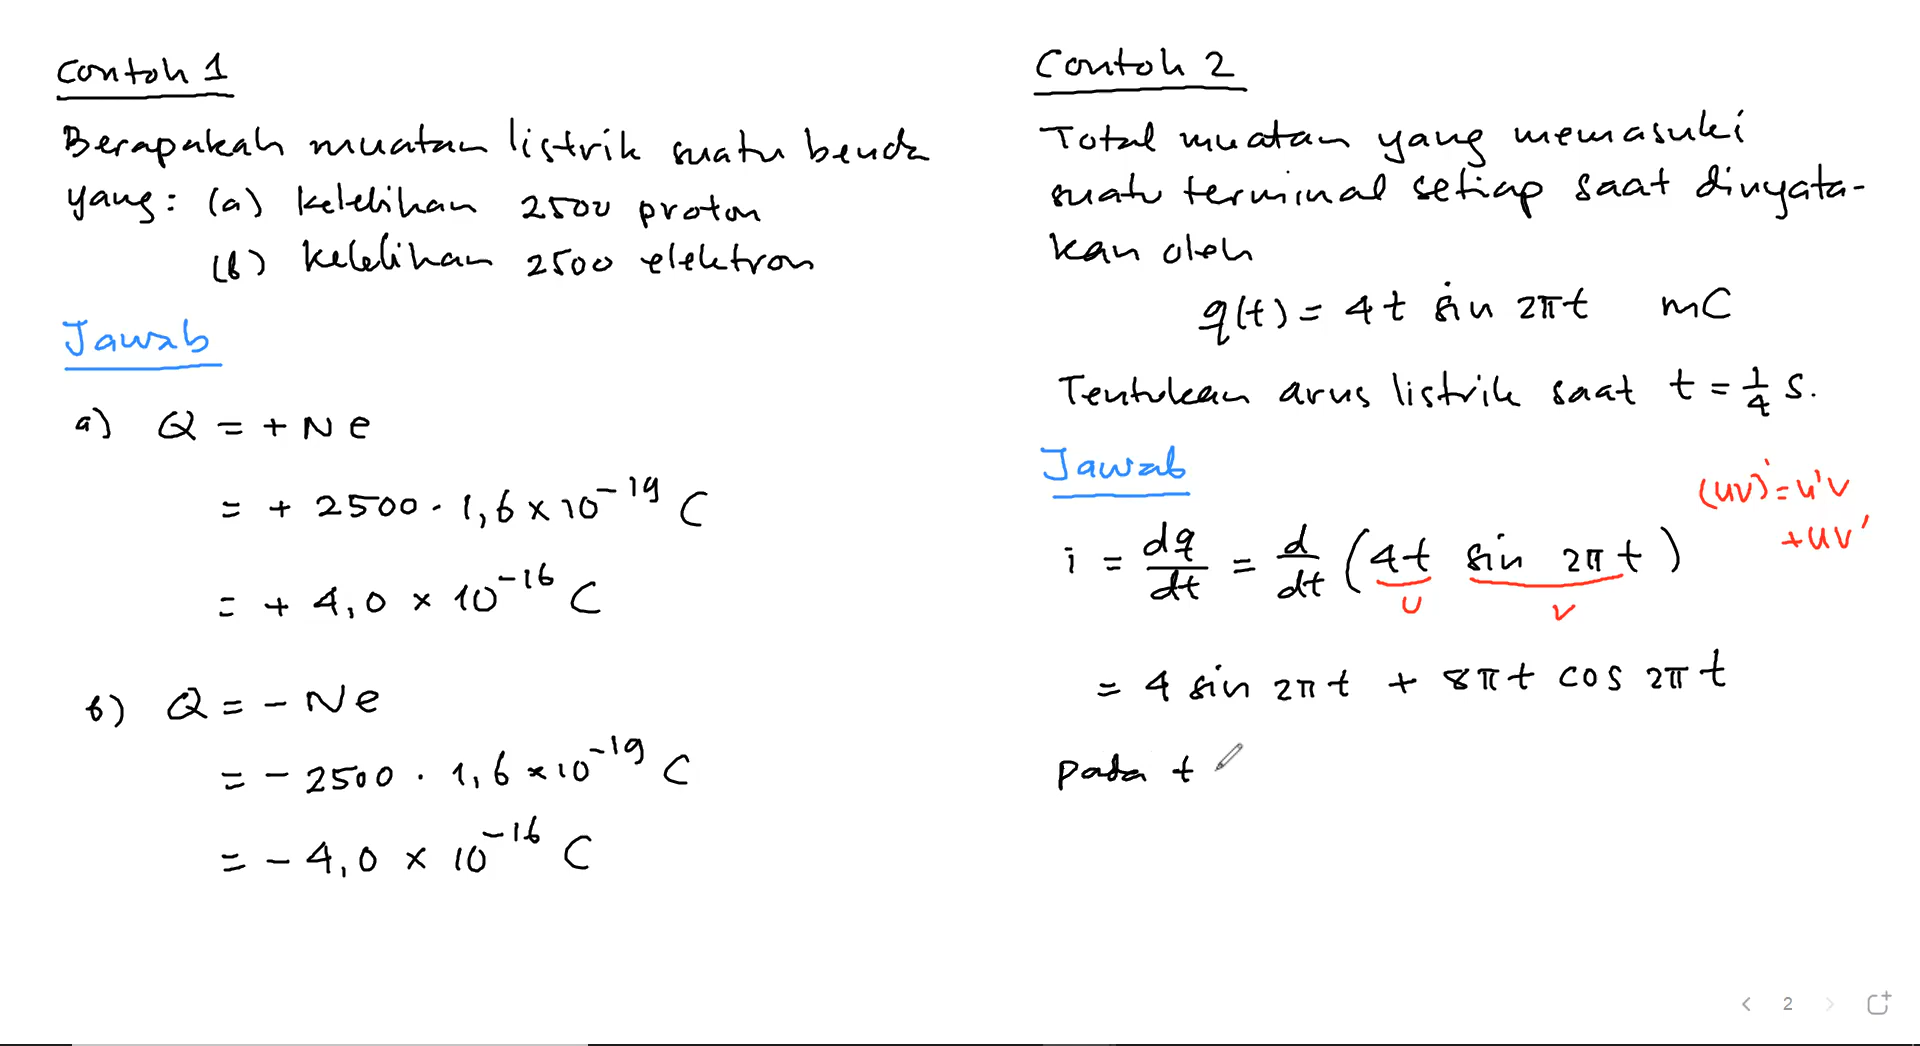 Contoh 1
Berapakah muatan listrik suatu benda
yang: (a) kelebihan 2500 proton
(b) kelebihan 2500 elektron
Jawab
a) Q = + N e
= + 2500 . 1,6 × 10⁻¹⁹ C
= + 4,0 × 10⁻¹⁶ C
b) Q = - Ne
= - 2500 . 1,6 × 10⁻¹⁹ C
= - 4,0 × 10⁻¹⁶ C
Contoh 2
Total muatan yang memasuki
suatu terminal setiap saat dinyata-
kan oleh
q(t) = 4t sin 2πt mC
Tentukan arus listrik saat t = 1/4 s.
Jawab
(uv)' = u'v
+ uv'
i = dq/dt = d/dt (4t sin 2πt)
u v
= 4 sin 2πt + 8πt cos 2πt
pada t
2